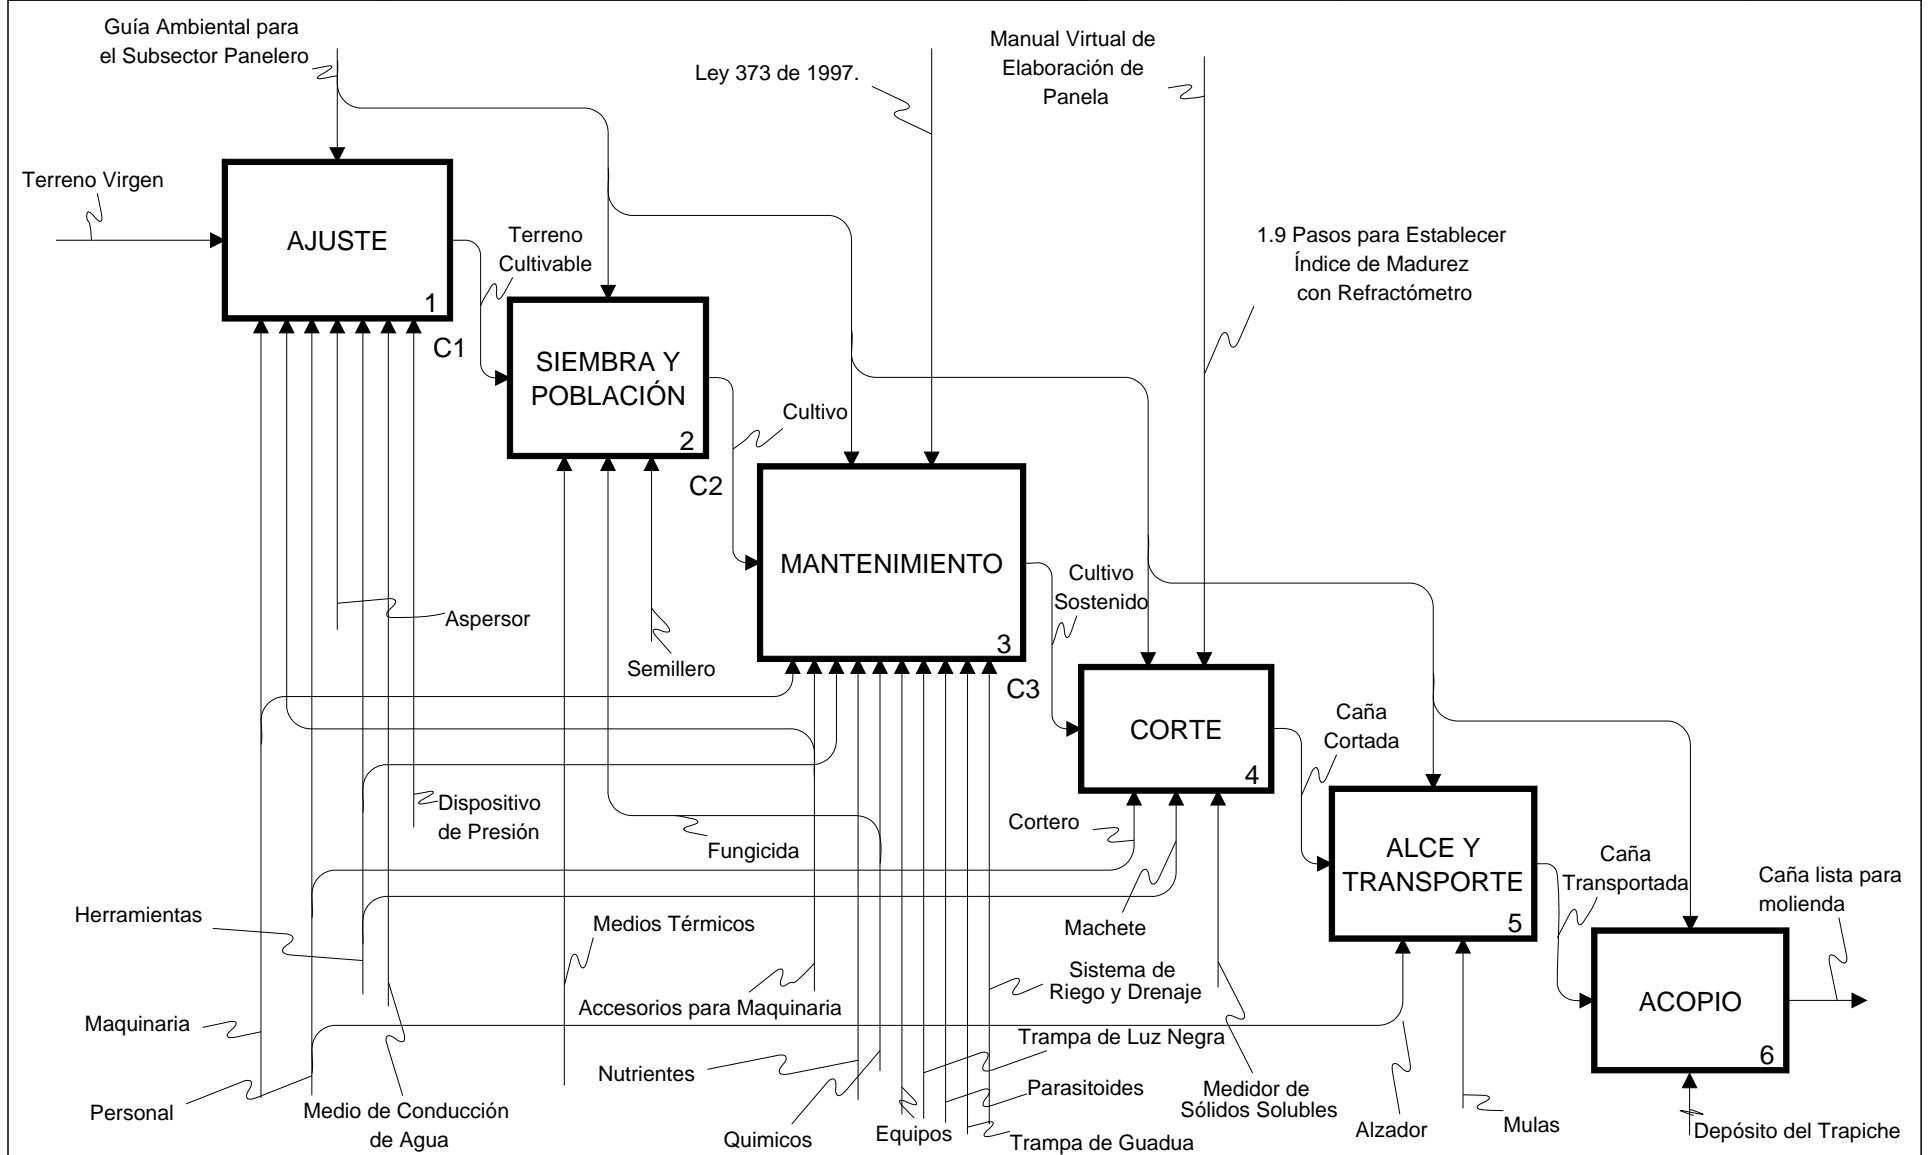 Guía Ambiental para
el Subsector Panelero
Ley 373 de 1997.
Manual Virtual de
Elaboración de
Panela
Terreno Virgen
AJUSTE
1
C1
Terreno
Cultivable
1.9 Pasos para Establecer
Índice de Madurez
con Refractómetro
SIEMBRA Y
POBLACIÓN
2
C2
Cultivo
MANTENIMIENTO
3
C3
Cultivo
Sostenido
Aspersor
Semillero
CORTE
4
Caña
Cortada
Dispositivo
de Presión
Fungicida
Cortero
ALCE Y
TRANSPORTE
5
Caña
Transportada
Caña lista para
molienda
Herramientas
Medios Térmicos
Machete
Accesorios para Maquinaria
Sistema de
Riego y Drenaje
ACOPIO
6
Maquinaria
Trampa de Luz Negra
Nutrientes
Parasitoides
Medidor de
Sólidos Solubles
Personal
Medio de Conducción
de Agua
Quimicos
Equipos
Trampa de Guadua
Alzador
Mulas
Depósito del Trapiche